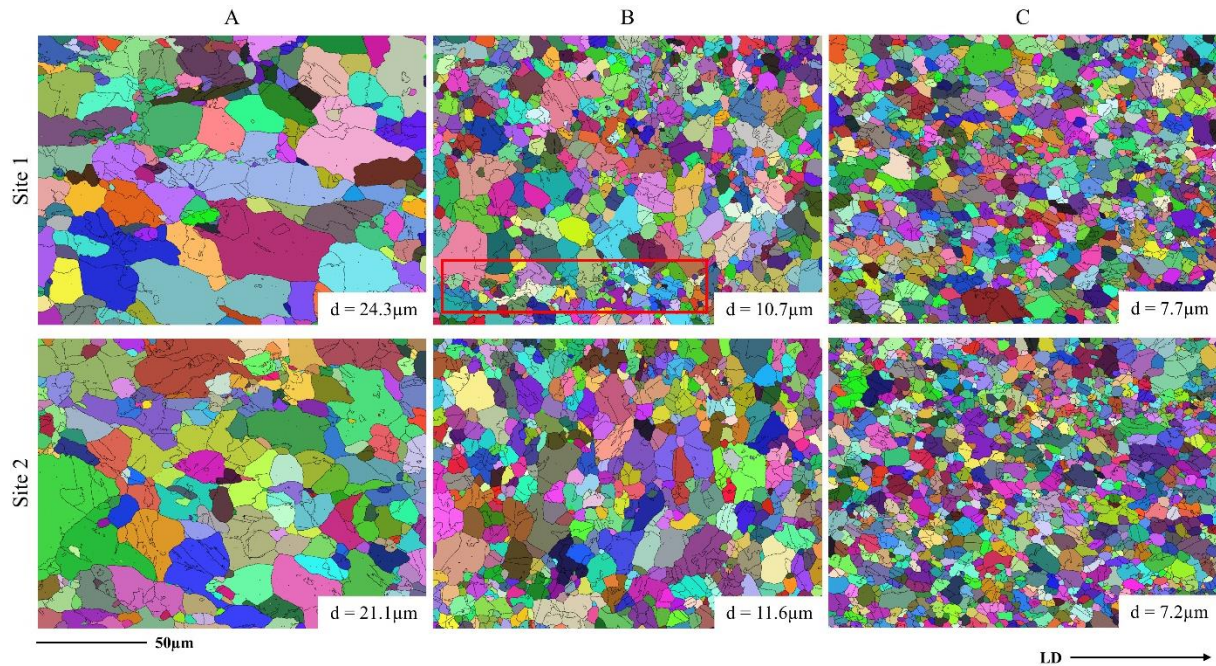 A B C
Site 1
d = 24.3µm d = 10.7µm d = 7.7µm
Site 2
d = 21.1µm d = 11.6µm d = 7.2µm
50µm
LD